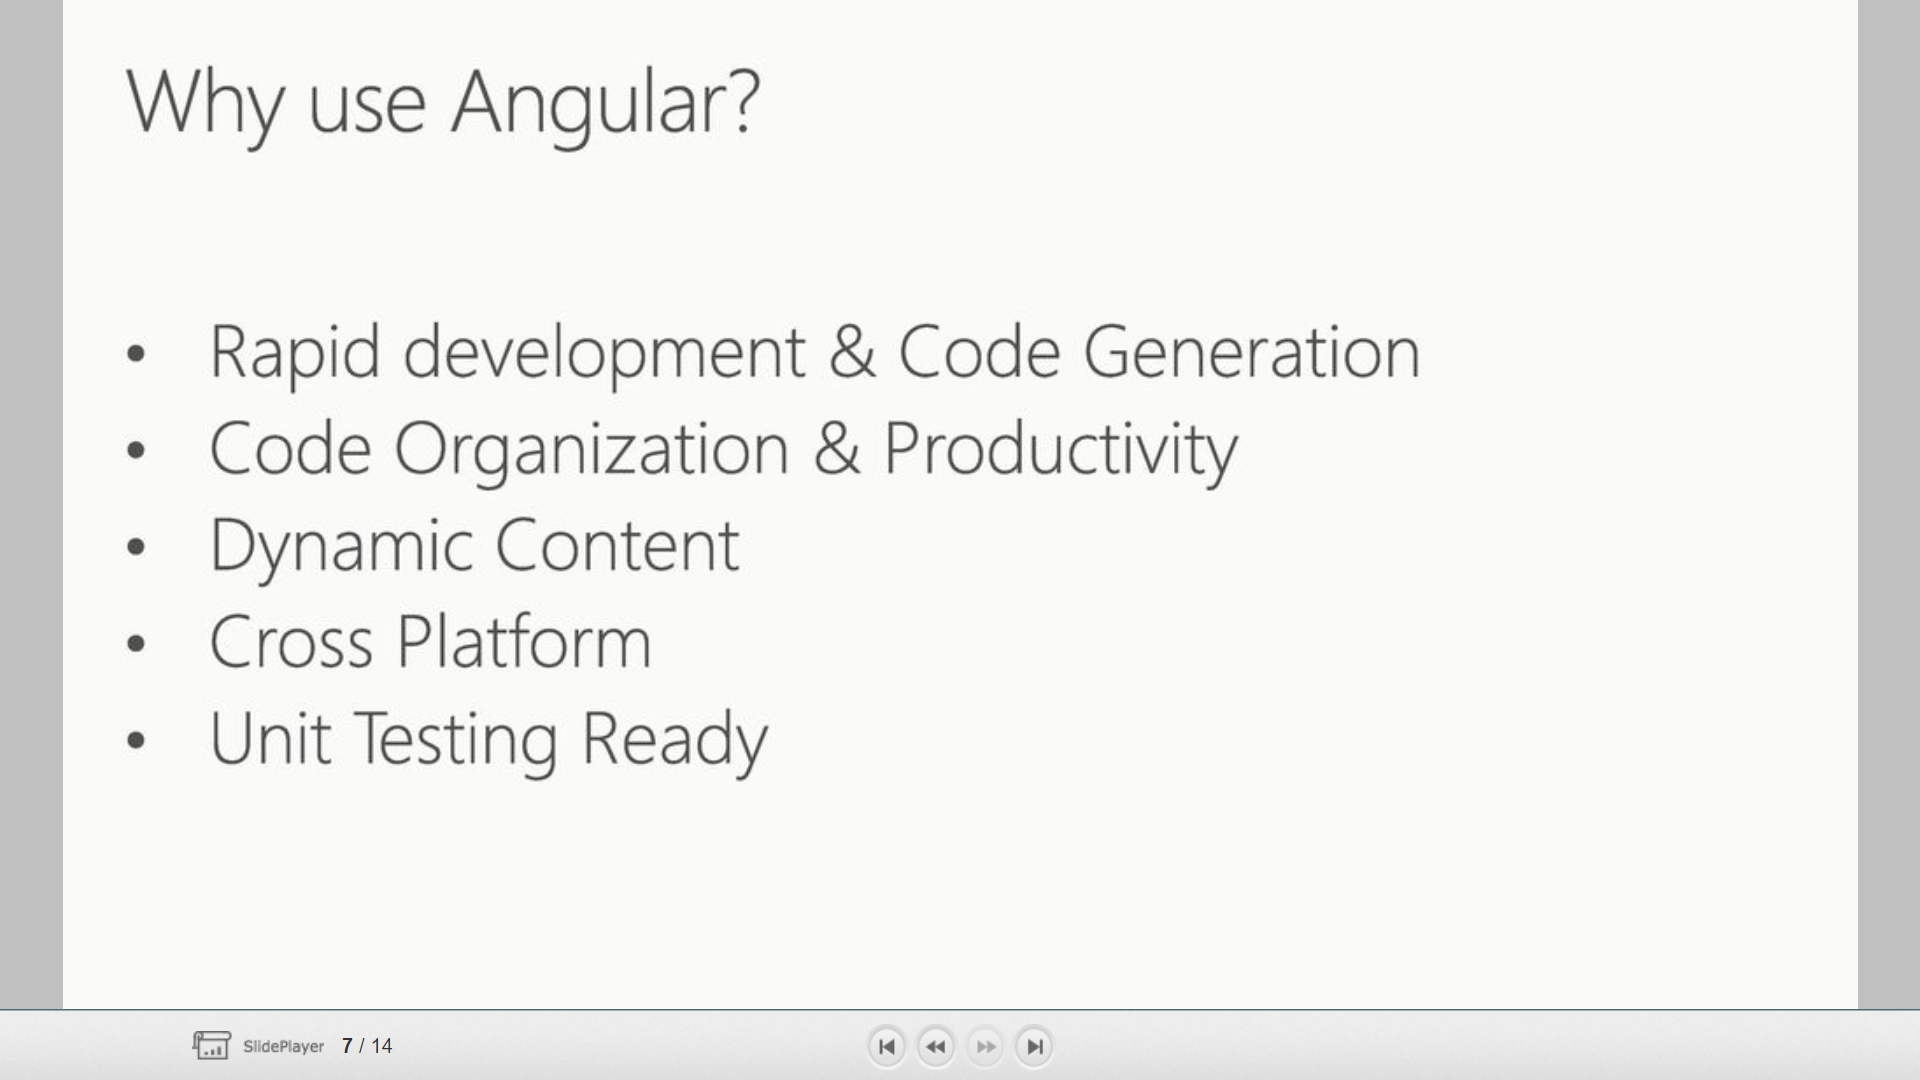 Why use Angular?
• Rapid development & Code Generation
• Code Organization & Productivity
• Dynamic Content
• Cross Platform
• Unit Testing Ready
SlidePlayer 7 / 14